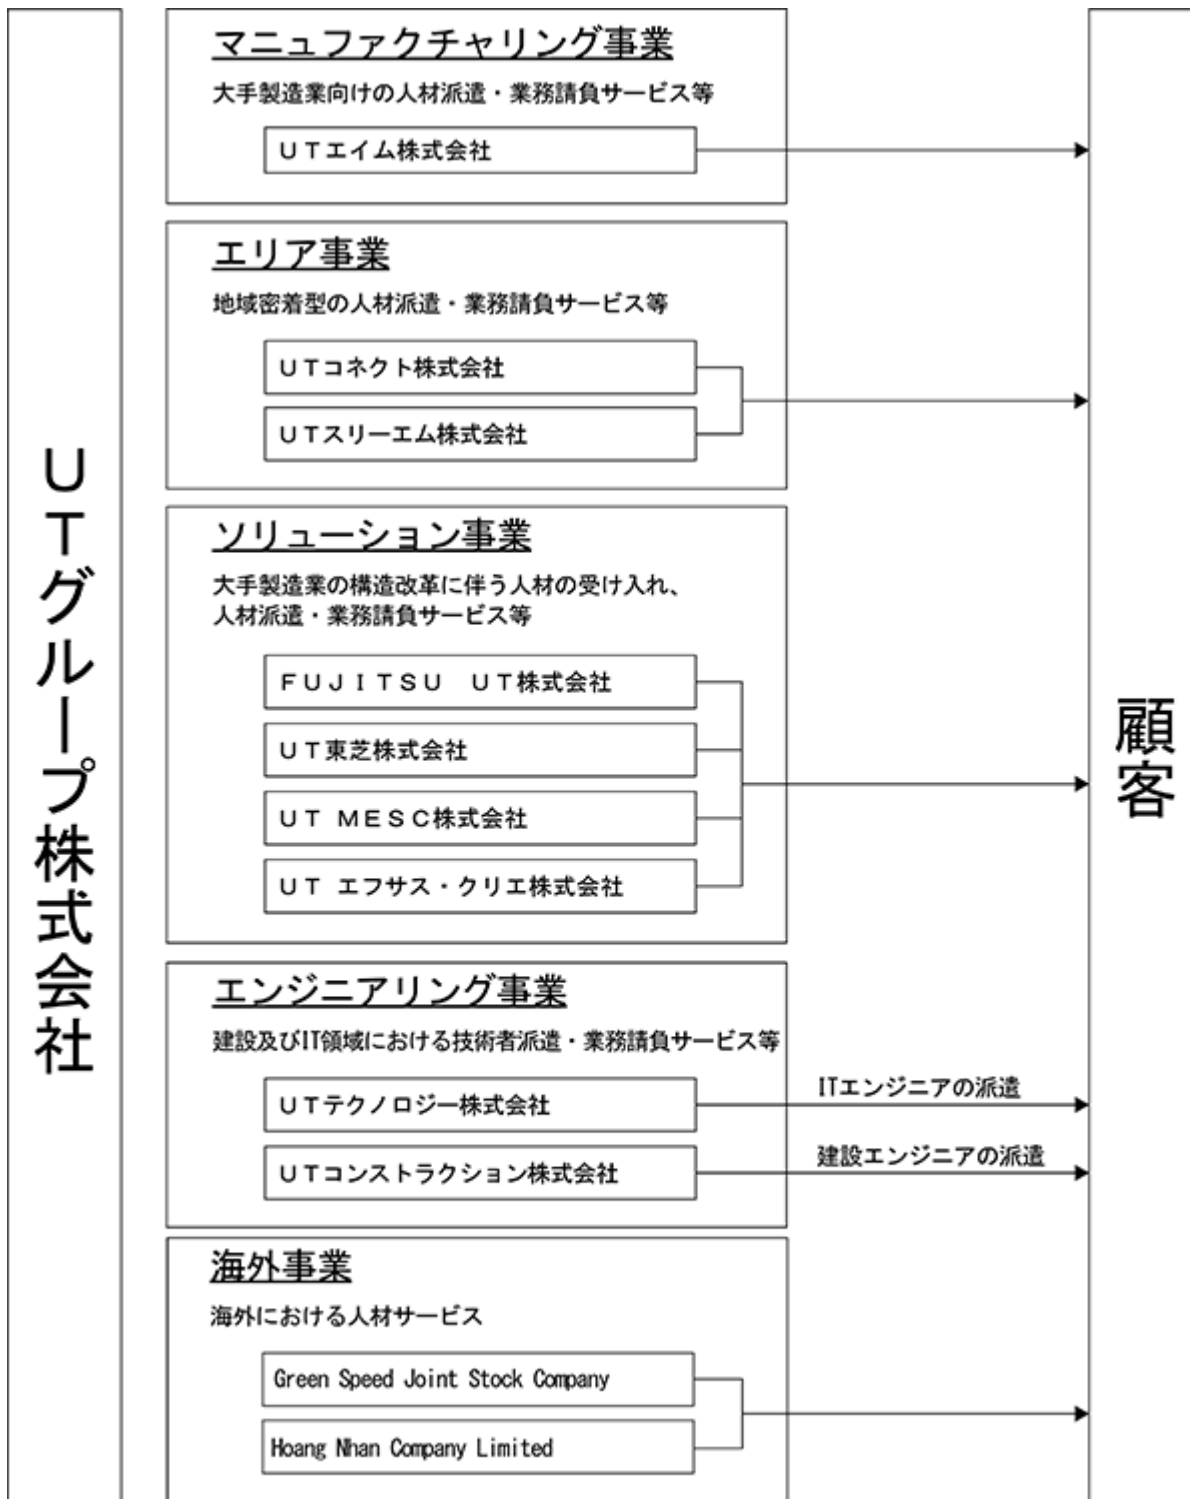 UTグループ株式会社
マニュファクチャリング事業
大手製造業向けの人材派遣・業務請負サービス等
UTエイム株式会社
エリア事業
地域密着型の人材派遣・業務請負サービス等
UTコネクト株式会社
UTスリーエム株式会社
ソリューション事業
大手製造業の構造改革に伴う人材の受け入れ、
人材派遣・業務請負サービス等
FUJITSU UT株式会社
UT東芝株式会社
UT MESC株式会社
UT エフサス・クリエ株式会社
エンジニアリング事業
建設及びIT領域における技術者派遣・業務請負サービス等
UTテクノロジー株式会社
ITエンジニアの派遣
UTコンストラクション株式会社
建設エンジニアの派遣
海外事業
海外における人材サービス
Green Speed Joint Stock Company
Hoang Nhan Company Limited
顧客